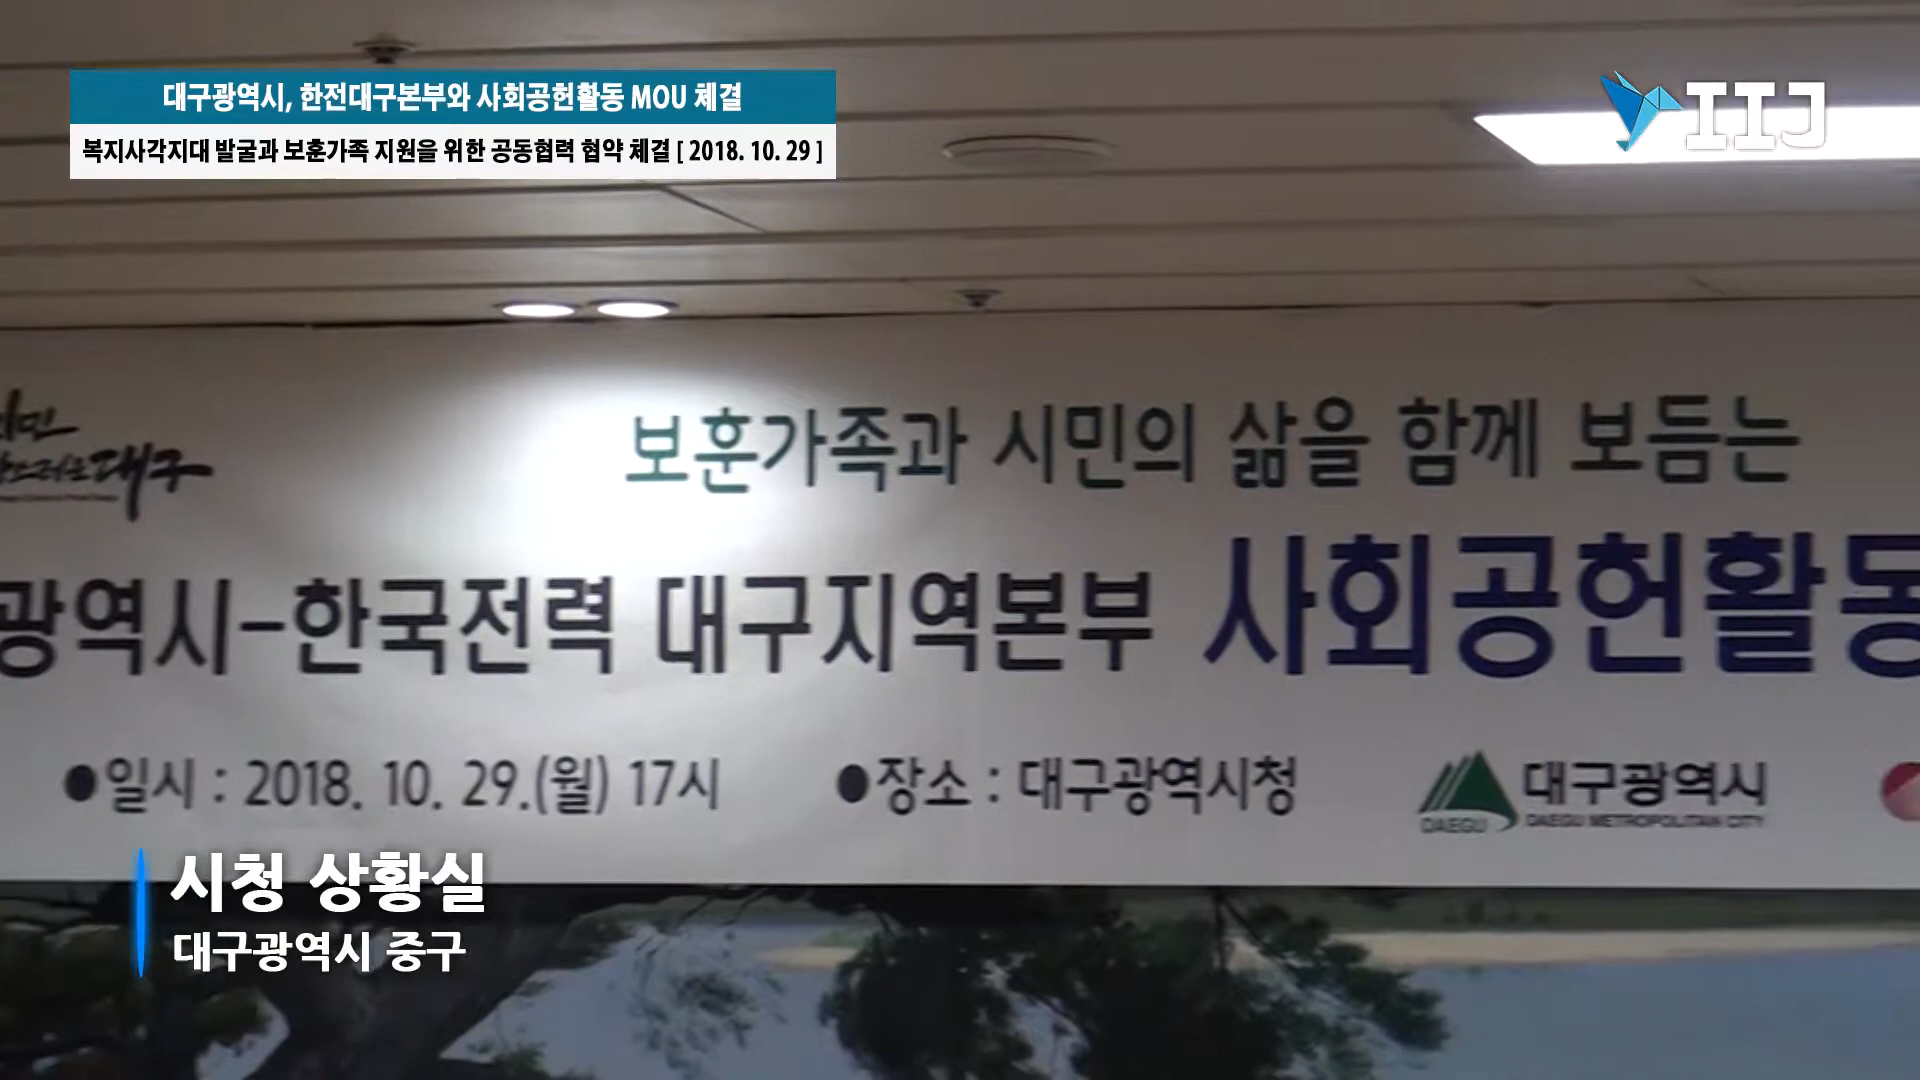 대구광역시, 한전대구본부와 사회공헌활동 MOU 체결
복지사각지대 발굴과 보훈가족 지원을 위한 공동협력 협약 체결 [ 2018. 10. 29 ]
IIJ
대구
보훈가족과 시민의 삶을 함께 보듬는
광역시-한국전력 대구지역본부 사회공헌활동
●일시 : 2018. 10. 29.(월) 17시 ●장소 : 대구광역시청
DAEGU
대구광역시
DAEGU METROPOLITAN CITY
시청 상황실
대구광역시 중구